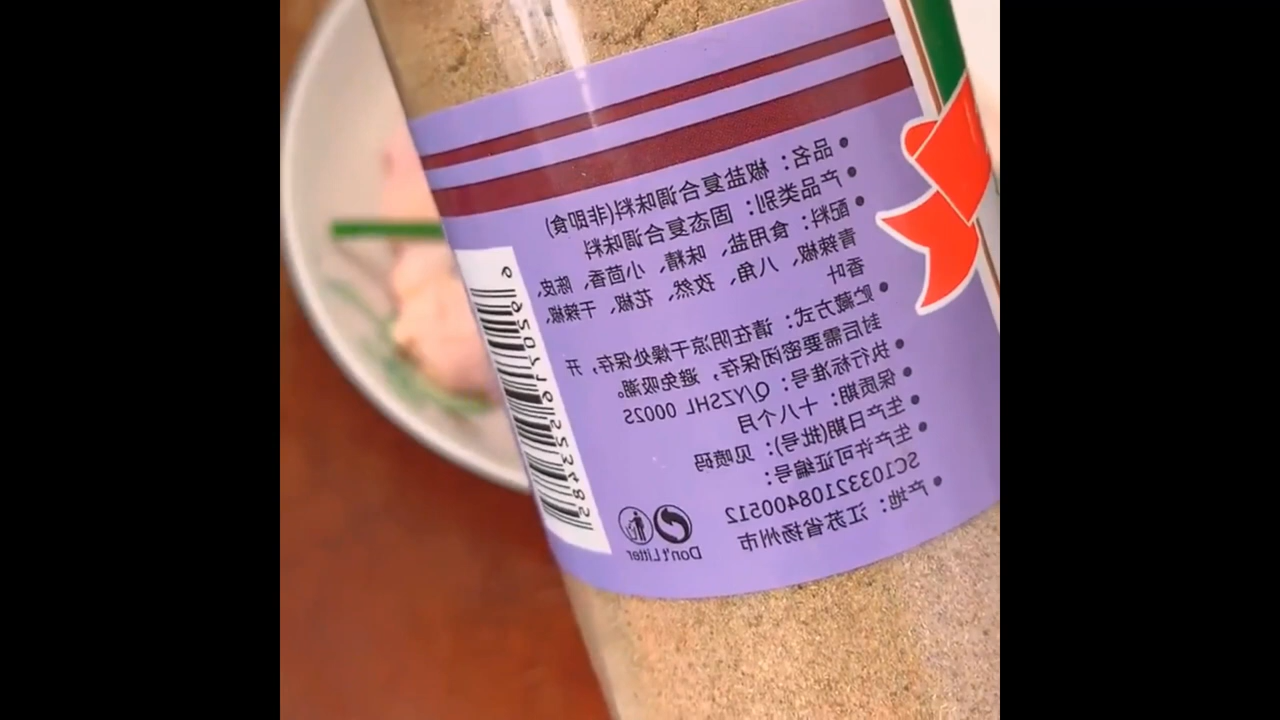 品名：椒盐复合调味料(非即食)
产品类别：固态复合调味料
配料：食用盐、味精、小茴香、陈皮、
青辣椒、八角、孜然、花椒、干辣椒、
香叶
贮藏方式：请在阴凉干燥处保存，开
封后需要密闭保存，避免吸潮。
执行标准号：Q/YZSHL 0002S
保质期：十八个月
生产日期(批号)：见喷码
生产许可证编号：
SC10332108400512
产地：江苏省扬州市
Don't Litter